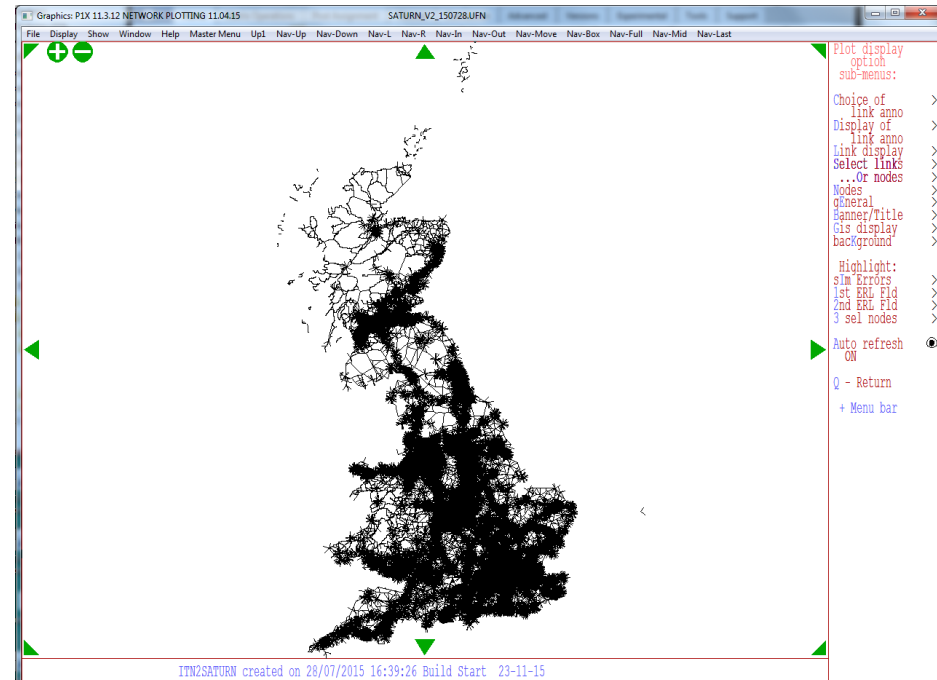 Graphics: P1X 11.3.12 NETWORK PLOTTING 11.04.15 SATURN_V2_150728.UFN
File Display Show Window Help Master Menu Up1 Nav-Up Nav-Down Nav-L Nav-R Nav-In Nav-Out Nav-Move Nav-Box Nav-Full Nav-Mid Nav-Last
Plot display
option
sub-menus:
Choice of >
link anno
Display of >
link anno
Link display >
Select links >
...Or nodes >
Nodes >
gEneral >
Banner/Title >
Gis display >
bacKground >
Highlight:
sIm Errors >
1st ERL Fld >
2nd ERL Fld >
3 sel nodes >
Auto refresh
ON
Q - Return
+ Menu bar
ITN2SATURN created on 28/07/2015 16:39:26 Build Start 23-11-15